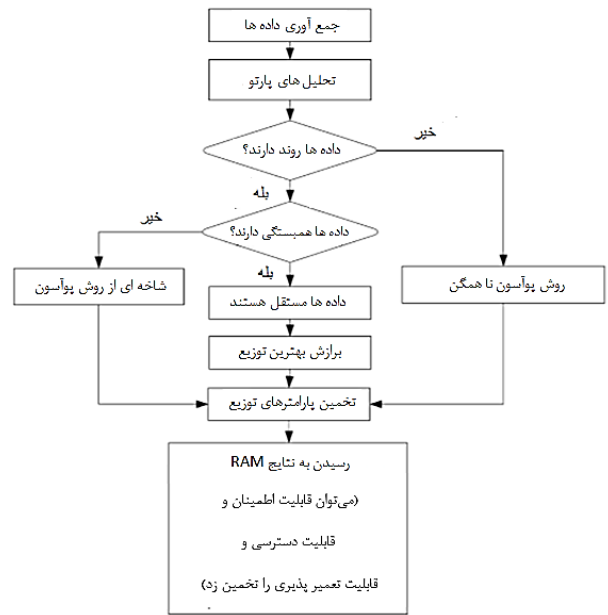 جمع آوری داده ها
تحلیل های پارتو
داده ها روند دارند؟
خیر
بله
داده ها همبستگی دارند؟
خیر
بله
شاخه ای از روش پوآسون
داده ها مستقل هستند
روش پوآسون نا همگن
برازش بهترین توزیع
تخمین پارامترهای توزیع
رسیدن به نتایج RAM
(می‌توان قابلیت اطمینان و
قابلیت دسترسی و
قابلیت تعمیر پذیری را تخمین زد)